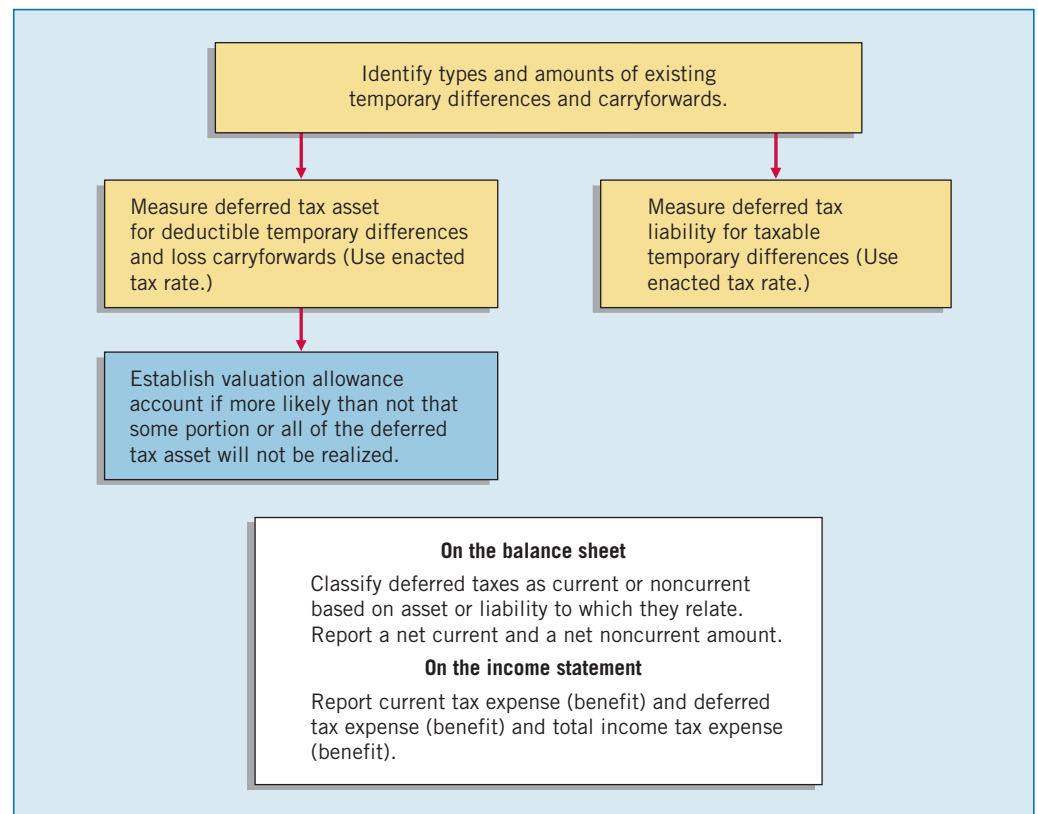 Identify types and amounts of existing
temporary differences and carryforwards.
Measure deferred tax asset
for deductible temporary differences
and loss carryforwards (Use enacted
tax rate.)
Measure deferred tax
liability for taxable
temporary differences (Use
enacted tax rate.)
Establish valuation allowance
account if more likely than not that
some portion or all of the deferred
tax asset will not be realized.
On the balance sheet
Classify deferred taxes as current or noncurrent
based on asset or liability to which they relate.
Report a net current and a net noncurrent amount.
On the income statement
Report current tax expense (benefit) and deferred
tax expense (benefit) and total income tax expense
(benefit).